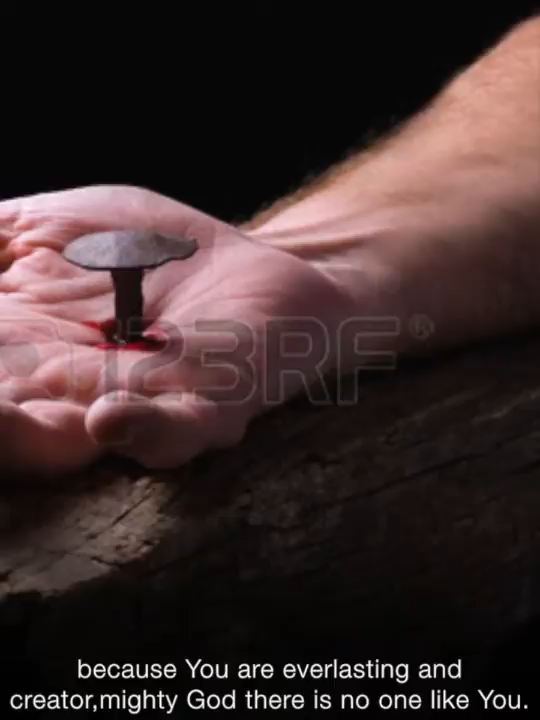 123RF®
because You are everlasting and
creator,mighty God there is no one like You.